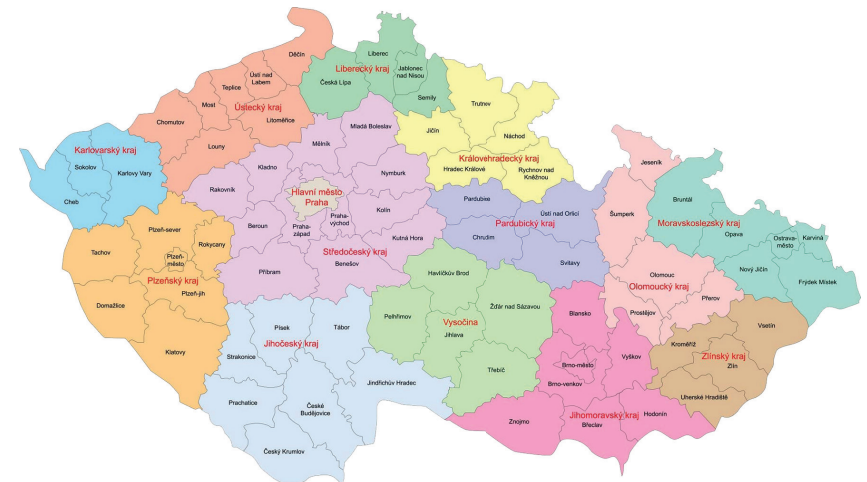 Děčín
Liberec
Liberecký kraj
Jablonec
nad Nisou
Česká Lípa
Semily
Ústí nad
Labem
Teplice
Most
Ústecký kraj
Chomutov
Litoměřice
Louny
Karlovarský kraj
Sokolov
Karlovy Vary
Cheb
Mladá Boleslav
Mělník
Kladno
Rakovník
Nymburk
Hlavní město
Praha
Kolín
Beroun
Praha-
západ
Praha-
východ
Kutná Hora
Středočeský kraj
Benešov
Příbram
Trutnov
Jičín
Náchod
Královehradecký kraj
Hradec Králové
Rychnov nad
Kněžnou
Pardubie
Ústí nad Orlicí
Pardubický kraj
Chrudim
Svitavy
Jeseník
Šumperk
Olomouc
Olomoucký kraj
Přerov
Prostějov
Bruntál
Moravskoslezský kraj
Opava
Ostrava-
město
Karviná
Nový Jičín
Frýdek Místek
Plzeň-sever
Rokycany
Tachov
Plzeň-
město
Plzeňský kraj
Plzeň-jih
Domažlice
Klatovy
Písek
Tábor
Jihočeský kraj
Strakonice
Jindřichův Hradec
Prachatice
České
Budějovice
Český Krumlov
Havlíčkův Brod
Žďár nad Sázavou
Pelhřimov
Vysočina
Jihlava
Třebíč
Blansko
Vyškov
Brno-město
Brno-venkov
Znojmo
Jihomoravský kraj
Břeclav
Hodonín
Vsetín
Kroměříž
Zlínský kraj
Zlín
Uherské Hradiště